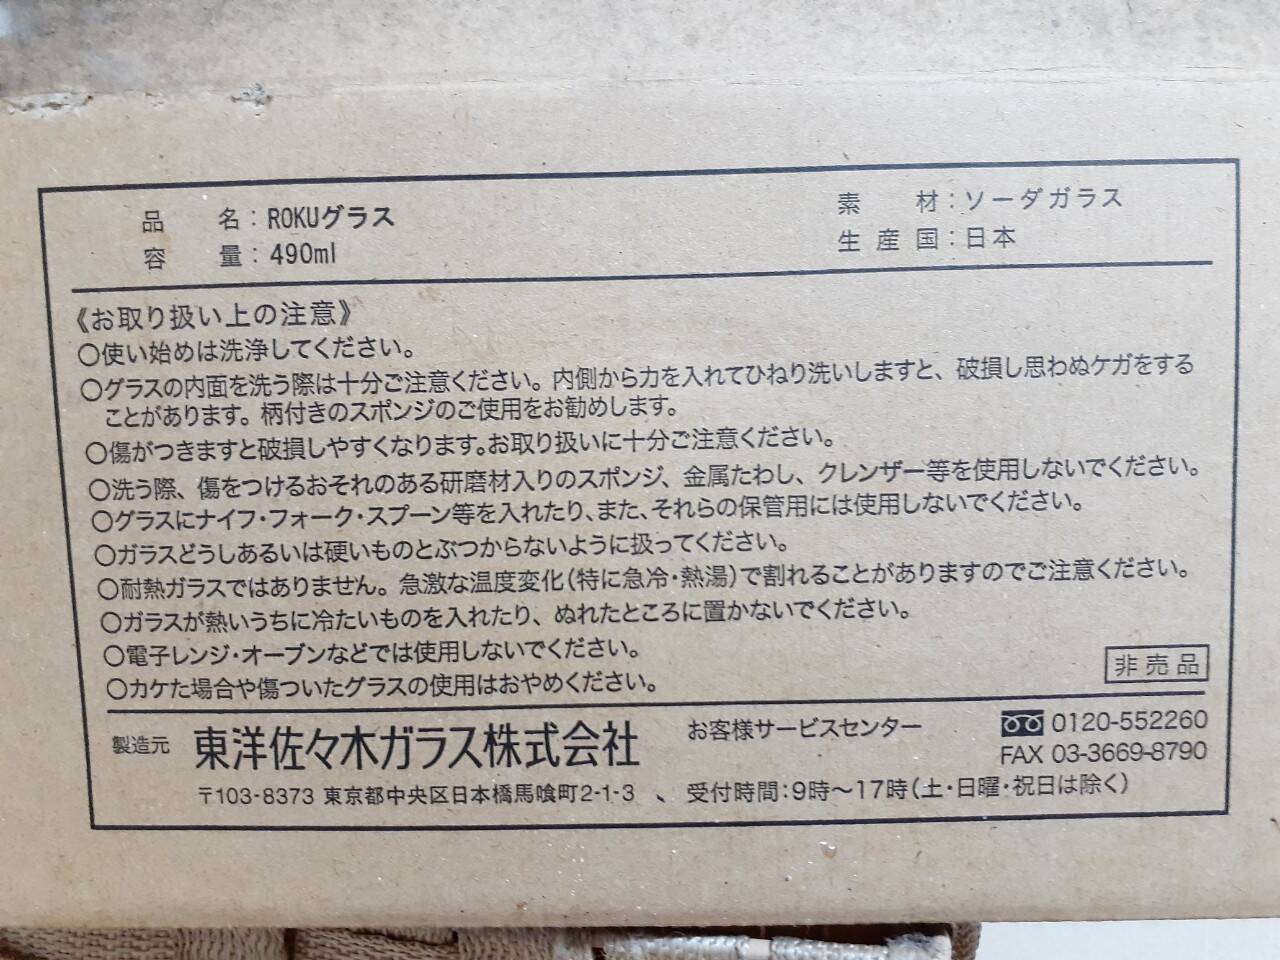 品 名：ROKUグラス
容 量：490ml
素 材：ソーダガラス
生産国：日本
《お取り扱い上の注意》
○使い始めは洗浄してください。
○グラスの内面を洗う際は十分ご注意ください。内側から力を入れてひねり洗いしますと、破損し思わぬケガをする
ことがあります。柄付きのスポンジのご使用をお勧めします。
○傷がつきますと破損しやすくなります。お取り扱いに十分ご注意ください。
○洗う際、傷をつけるおそれのある研磨材入りのスポンジ、金属たわし、クレンザー等を使用しないでください。
○グラスにナイフ・フォーク・スプーン等を入れたり、また、それらの保管用には使用しないでください。
○ガラスどうしあるいは硬いものとぶつからないように扱ってください。
○耐熱ガラスではありません。急激な温度変化（特に急冷・熱湯）で割れることがありますのでご注意ください。
○ガラスが熱いうちに冷たいものを入れたり、ぬれたところに置かないでください。
○電子レンジ・オーブンなどでは使用しないでください。
○カケた場合や傷ついたグラスの使用はおやめください。
非売品
製造元 東洋佐々木ガラス株式会社
〒103-8373 東京都中央区日本橋馬喰町2-1-3
お客様サービスセンター 0120-552260
FAX 03-3669-8790
、受付時間：9時～17時（土・日曜・祝日は除く）